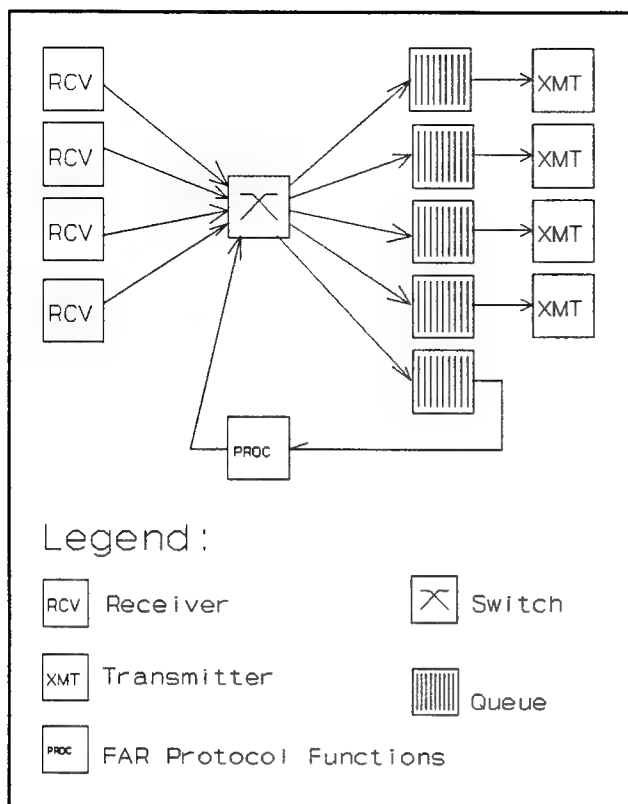 RCV
XMT
RCV
XMT
RCV
XMT
RCV
XMT
PROC
Legend:
RCV Receiver
Switch
XMT Transmitter
Queue
PROC FAR Protocol Functions